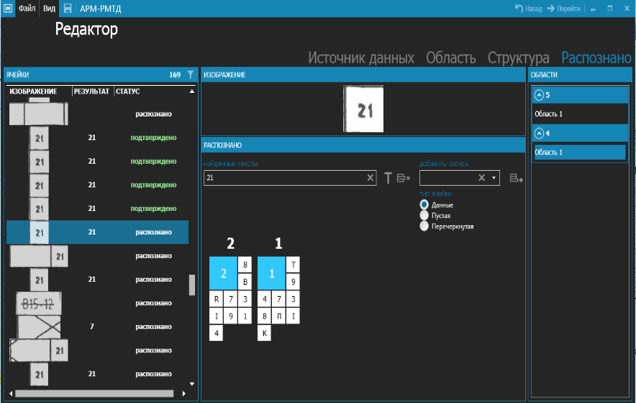 Файл Вид АРМ-РМТД Назад Перейти
Редактор
Источник данных Область Структура Распознано
ЯЧЕЙКИ 169
ИЗОБРАЖЕНИЕ РЕЗУЛЬТАТ СТАТУС
распознано
21 21 подтверждено
21 21 подтверждено
21 21 подтверждено
21 21 подтверждено
21 21 распознано
21 распознано
21 21 распознано
В15-12 распознано
7 распознано
21 распознано
21 21 распознано
ИЗОБРАЖЕНИЕ
21
РАСПОЗНАНО
найденные тексты добавить запись
21
тип ячейки
Данные
Пустая
Перечеркнутая
2 1
2 8 1 Т
В 9
R 7 3 4 7 3
I 9 1 8 Л I
4 К
ОБЛАСТИ
5
Область 1
4
Область 1